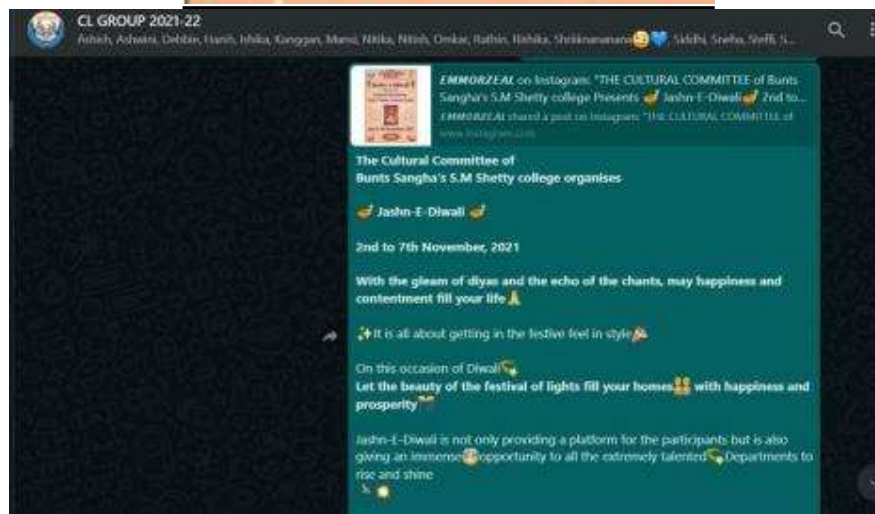 CL GROUP 2021-22
Ashish, Ashwini, Debbie, Harsh, Ishika, Kanggan, Mansi, Nitika, Nitish, Omkar, Rathin, Rishika, Siddhi, Sneha, Steffi, S...
EMMORZEAL on Instagram: "THE CULTURAL COMMITTEE of Bunts
Sangha's S.M Shetty college Presents 🪔 Jashn-E-Diwali🪔 2nd to...
EMMORZEAL shared a post on Instagram: "THE CULTURAL COMMITTEE of
www.instagram.com
The Cultural Committee of
Bunts Sangha's S.M Shetty college organises
🪔 Jashn-E-Diwali 🪔
2nd to 7th November, 2021
With the gleam of diyas and the echo of the chants, may happiness and
contentment fill your life🙏
✨It is all about getting in the festive feel in style🎉
On this occasion of Diwali💫
Let the beauty of the festival of lights fill your homes with happiness and
prosperity
Jashn-E-Diwali is not only providing a platform for the participants but is also
giving an immense opportunity to all the extremely talented💫Departments to
rise and shine